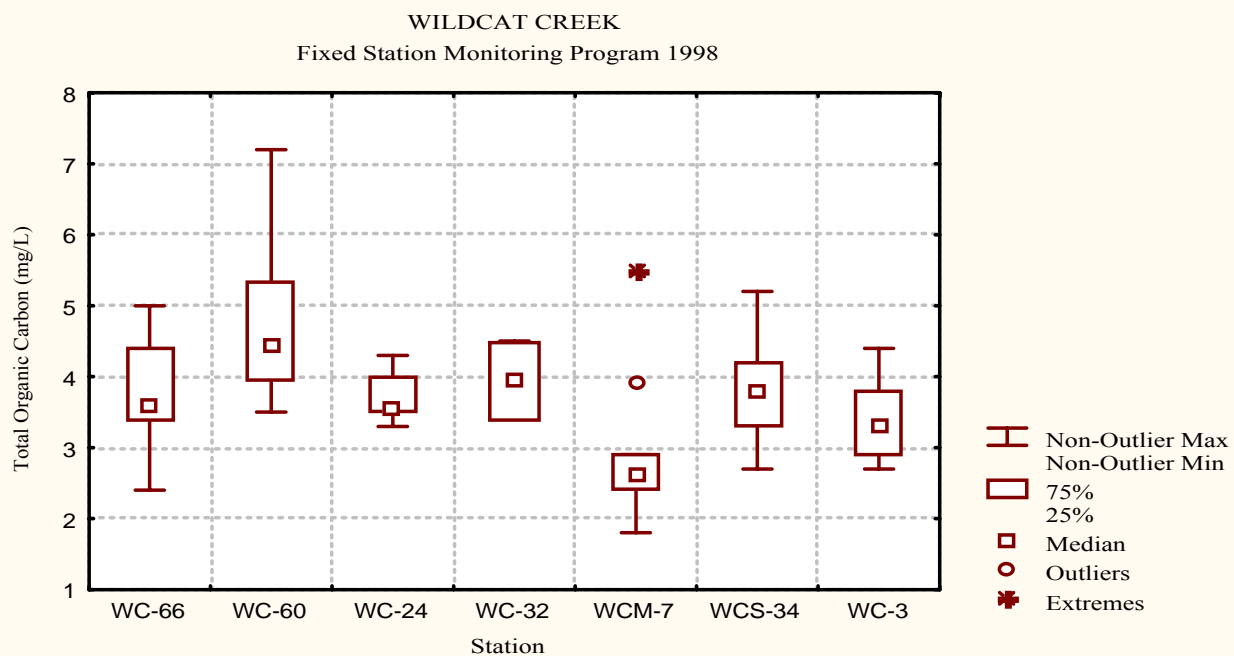 WILDCAT CREEK
Fixed Station Monitoring Program 1998
8
7
6
5
4
3
2
1
Total Organic Carbon (mg/L)
WC-66 WC-60 WC-24 WC-32 WCM-7 WCS-34 WC-3
Station
Non-Outlier Max
Non-Outlier Min
75%
25%
Median
Outliers
Extremes